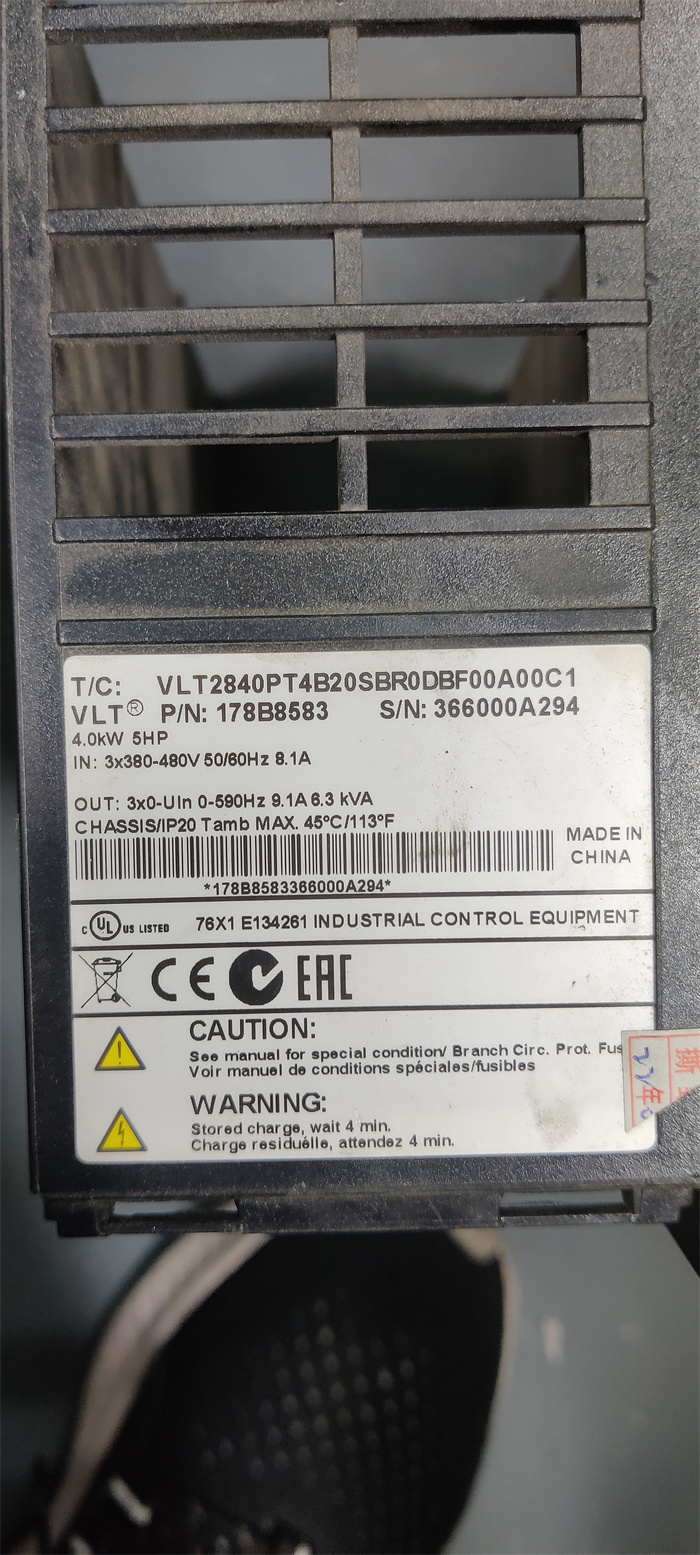 T/C: VLT2840PT4B20SBR0DBF00A00C1
VLT® P/N: 178B8583 S/N: 366000A294
4.0kW 5HP
IN: 3x380-480V 50/60Hz 8.1A
OUT: 3x0-Uin 0-590Hz 9.1A 6.3 kVA
CHASSIS/IP20 Tamb MAX. 45°C/113°F
MADE IN
CHINA
*178B8583366000A294*
c UL US LISTED 76X1 E134261 INDUSTRIAL CONTROL EQUIPMENT
CE EAC
CAUTION:
See manual for special condition/ Branch Circ. Prot. Fus
Voir manuel de conditions spéciales/fusibles
WARNING:
Stored charge, wait 4 min.
Charge residuélle, attendez 4 min.
年
撕